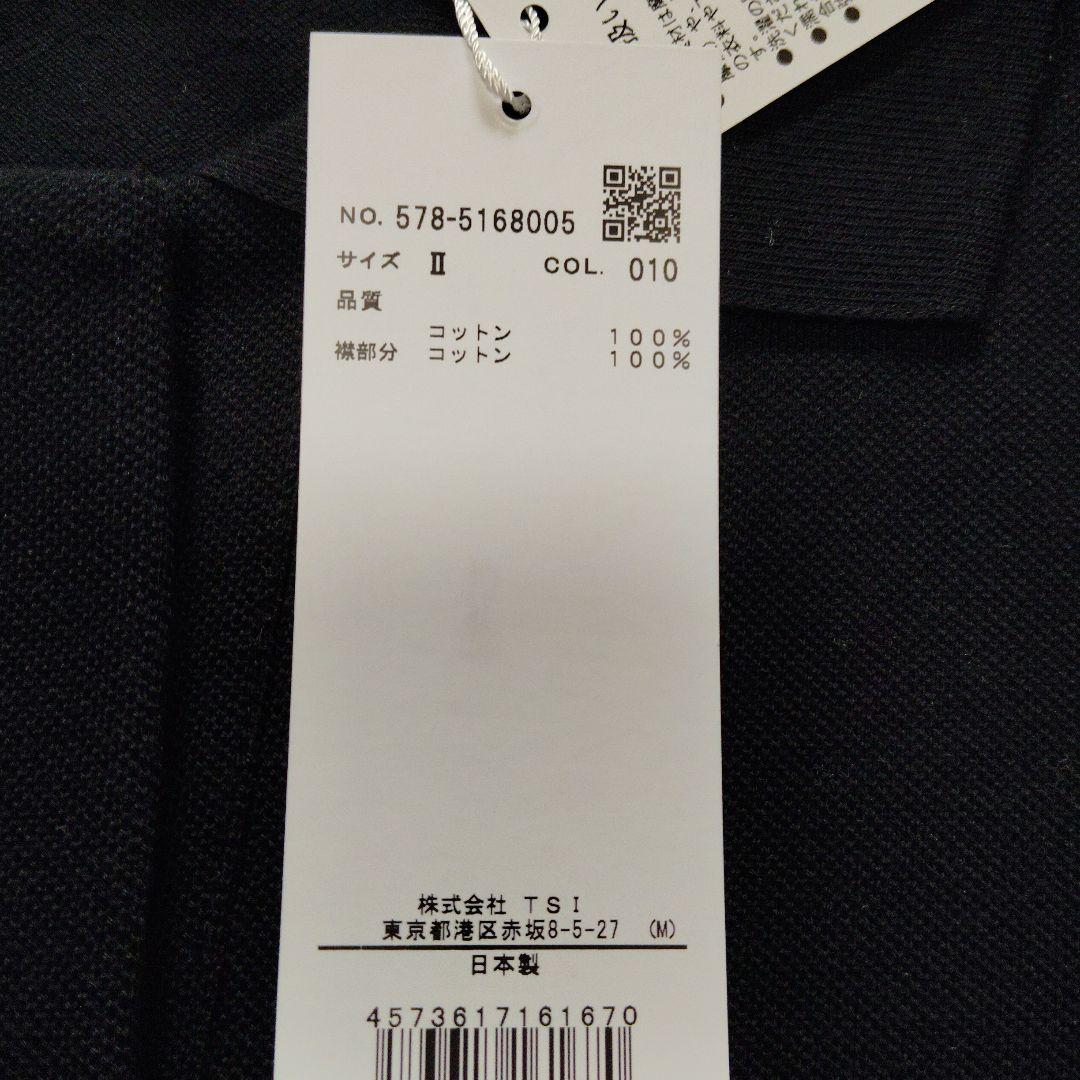 NO. 578-5168005
サイズ Ⅱ COL. 010
品質
コットン 100%
襟部分 コットン 100%
株式会社 TSI
東京都港区赤坂8-5-27 (M)
日本製
4573617161670